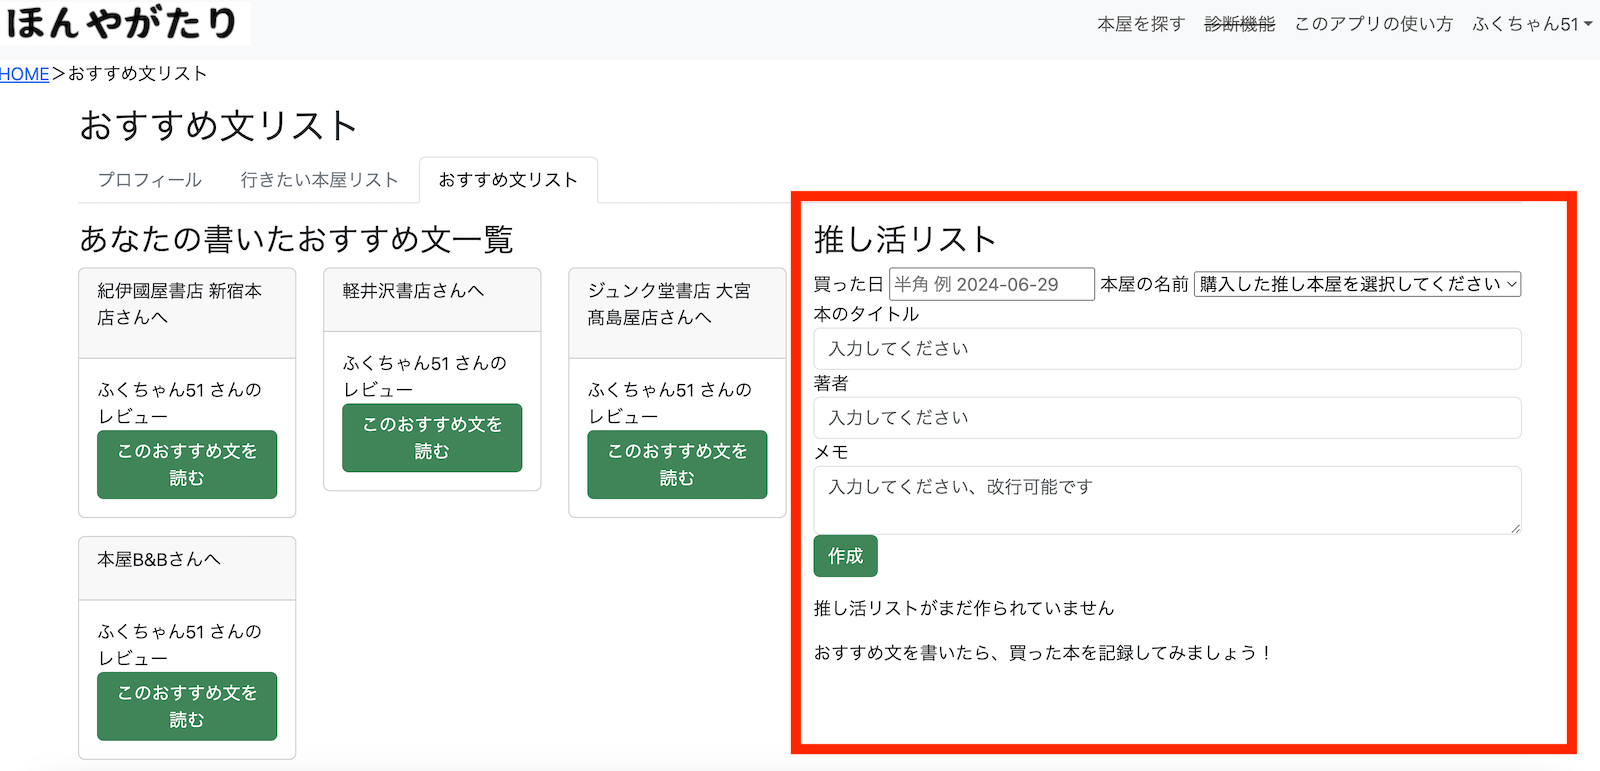 ほんやがたり
本屋を探す 診断機能 このアプリの使い方 ふくちゃん51
HOME＞おすすめ文リスト
おすすめ文リスト
プロフィール 行きたい本屋リスト おすすめ文リスト
あなたの書いたおすすめ文一覧
紀伊國屋書店 新宿本
店さんへ
ふくちゃん51 さんの
レビュー
このおすすめ文を
読む
軽井沢書店さんへ
ふくちゃん51 さんの
レビュー
このおすすめ文を
読む
ジュンク堂書店 大宮
髙島屋店さんへ
ふくちゃん51 さんの
レビュー
このおすすめ文を
読む
本屋B&Bさんへ
ふくちゃん51 さんの
レビュー
このおすすめ文を
読む
推し活リスト
買った日 半角 例 2024-06-29 本屋の名前 購入した推し本屋を選択してください
本のタイトル
入力してください
著者
入力してください
メモ
入力してください、改行可能です
作成
推し活リストがまだ作られていません
おすすめ文を書いたら、買った本を記録してみましょう！